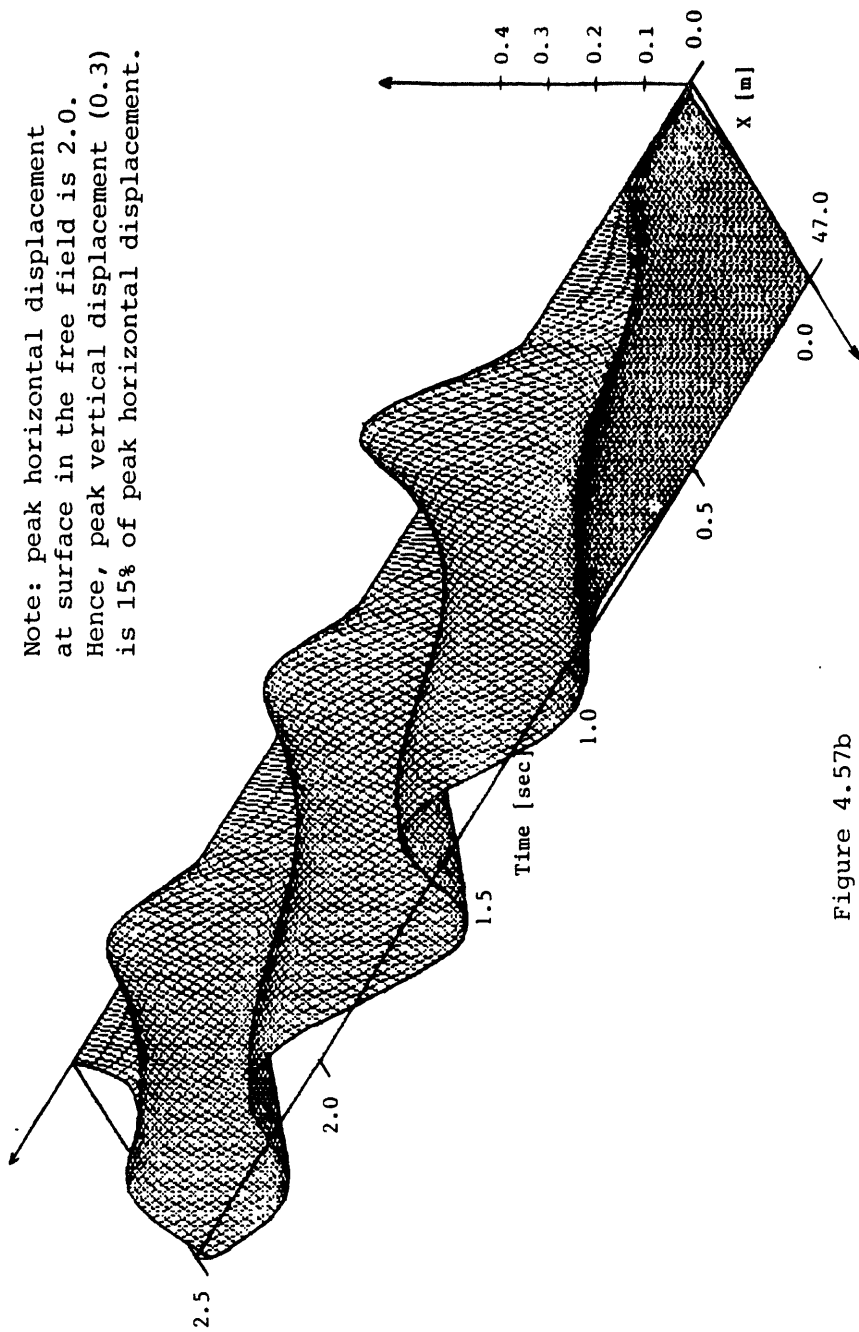 Note: peak horizontal displacement
at surface in the free field is 2.0.
Hence, peak vertical displacement (0.3)
is 15% of peak horizontal displacement.
0.4
0.3
0.2
0.1
0.0
X [m]
47.0
0.0
0.5
1.0
Time [sec]
1.5
2.0
2.5
Figure 4.57b